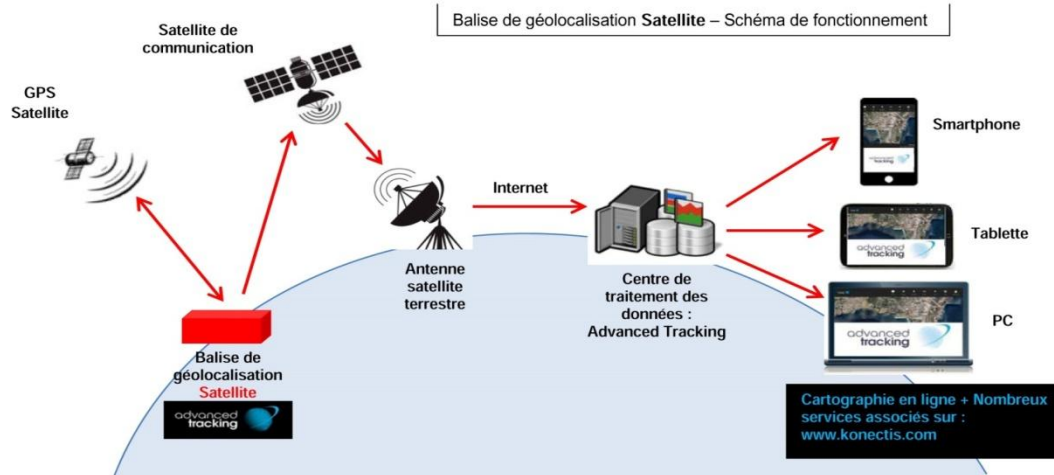 Balise de géolocalisation Satellite – Schéma de fonctionnement
Satellite de
communication
GPS
Satellite
Smartphone
advanced
tracking
Internet
Tablette
advanced
tracking
Antenne
satellite
terrestre
Centre de
traitement des
données :
Advanced Tracking
PC
advanced
tracking
Balise de
géolocalisation
Satellite
advanced
tracking
Cartographie en ligne + Nombreux
services associés sur :
www.konectis.com